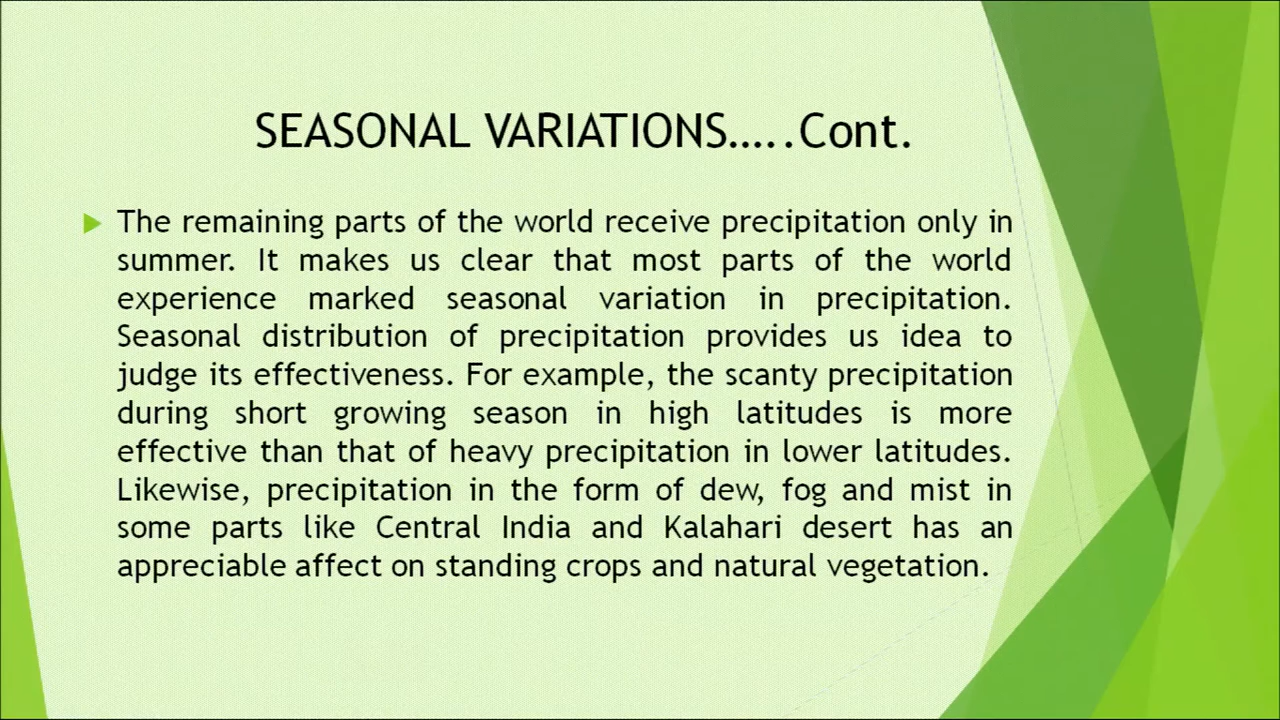 SEASONAL VARIATIONS…..Cont.
The remaining parts of the world receive precipitation only in
summer. It makes us clear that most parts of the world
experience marked seasonal variation in precipitation.
Seasonal distribution of precipitation provides us idea to
judge its effectiveness. For example, the scanty precipitation
during short growing season in high latitudes is more
effective than that of heavy precipitation in lower latitudes.
Likewise, precipitation in the form of dew, fog and mist in
some parts like Central India and Kalahari desert has an
appreciable affect on standing crops and natural vegetation.